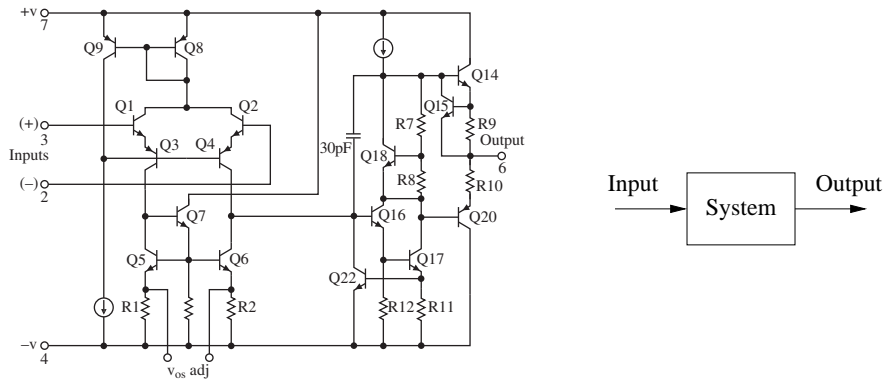 +v
7
Q9
Q8
Q14
Q1
Q2
Q15
(+)
3
R7
R9
Q3
Q4
30pF
Output
6
Inputs
Q18
(–)
2
R8
R10
Q7
Q16
Q20
Q5
Q6
Q17
Q22
R1
R2
R12
R11
–v
4
vos adj
Input
System
Output